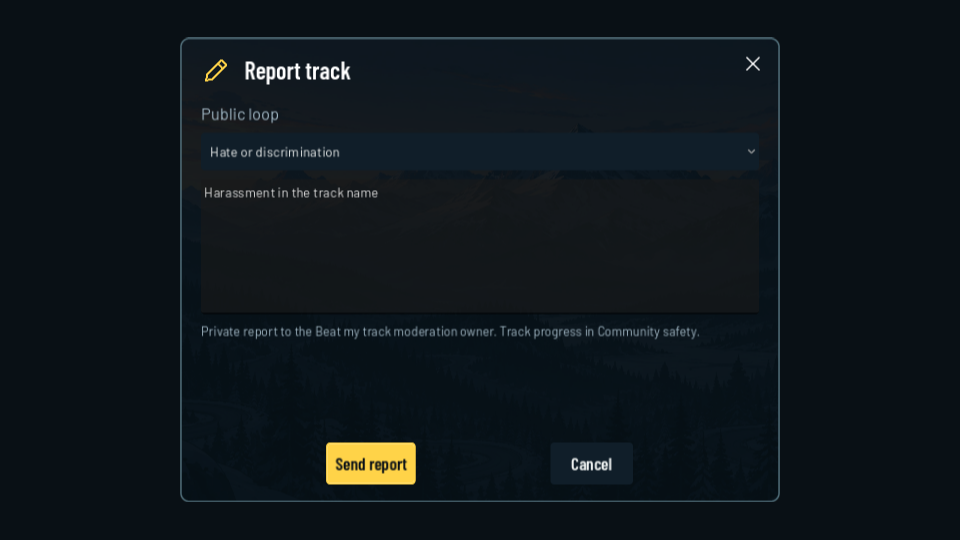 Report track
Public loop
Hate or discrimination
Harassment in the track name
Private report to the Beat my track moderation owner. Track progress in Community safety.
Send report
Cancel